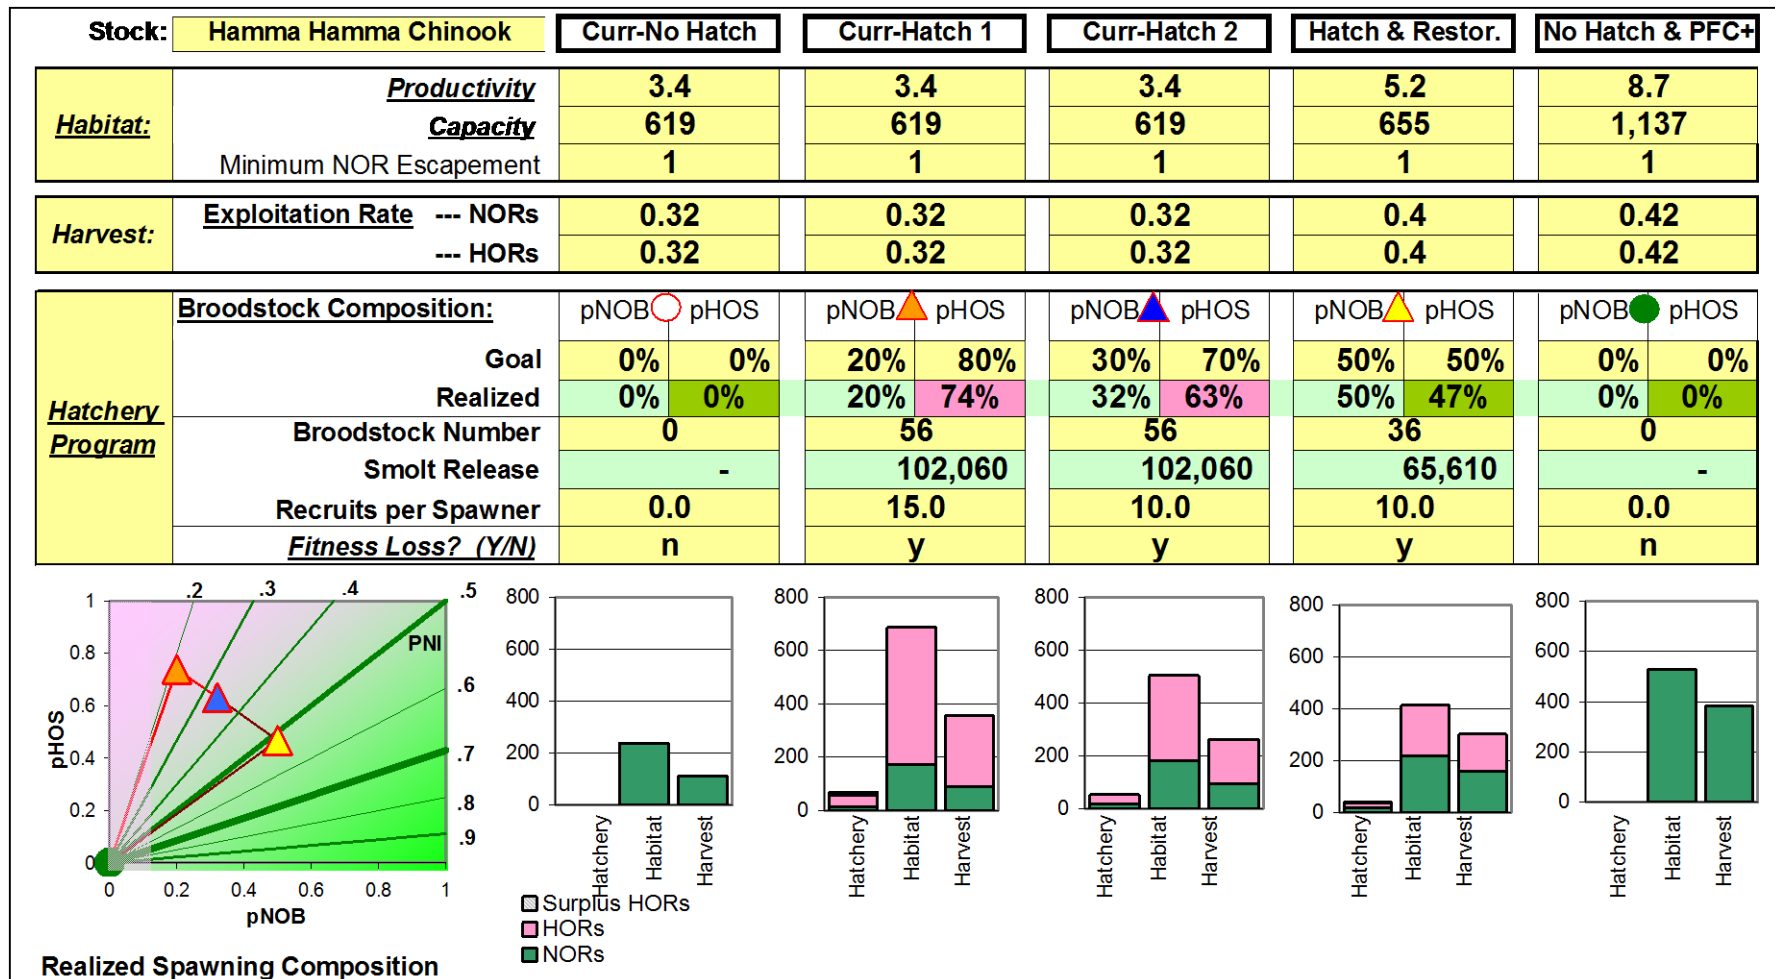 Stock: Hamma Hamma Chinook Curr-No Hatch Curr-Hatch 1 Curr-Hatch 2 Hatch & Restor. No Hatch & PFC+
Habitat:
Productivity 3.4 3.4 3.4 5.2 8.7
Capacity 619 619 619 655 1,137
Minimum NOR Escapement 1 1 1 1 1
Harvest:
Exploitation Rate --- NORs 0.32 0.32 0.32 0.4 0.42
--- HORs 0.32 0.32 0.32 0.4 0.42
Hatchery
Program
Broodstock Composition: pNOB pHOS pNOB pHOS pNOB pHOS pNOB pHOS pNOB pHOS
Goal 0% 0% 20% 80% 30% 70% 50% 50% 0% 0%
Realized 0% 0% 20% 74% 32% 63% 50% 47% 0% 0%
Broodstock Number 0 56 56 36 0
Smolt Release - 102,060 102,060 65,610 -
Recruits per Spawner 0.0 15.0 10.0 10.0 0.0
Fitness Loss? (Y/N) n y y y n
.2 .3 .4 .5
PNI
.6
.7
.8
.9
1
0.8
0.6
0.4
0.2
0
pHOS
0 0.2 0.4 0.6 0.8 1
pNOB
Realized Spawning Composition
800
600
400
200
0
Hatchery Habitat Harvest
800
600
400
200
0
Hatchery Habitat Harvest
800
600
400
200
0
Hatchery Habitat Harvest
800
600
400
200
0
Hatchery Habitat Harvest
800
600
400
200
0
Hatchery Habitat Harvest
Surplus HORs
HORs
NORs